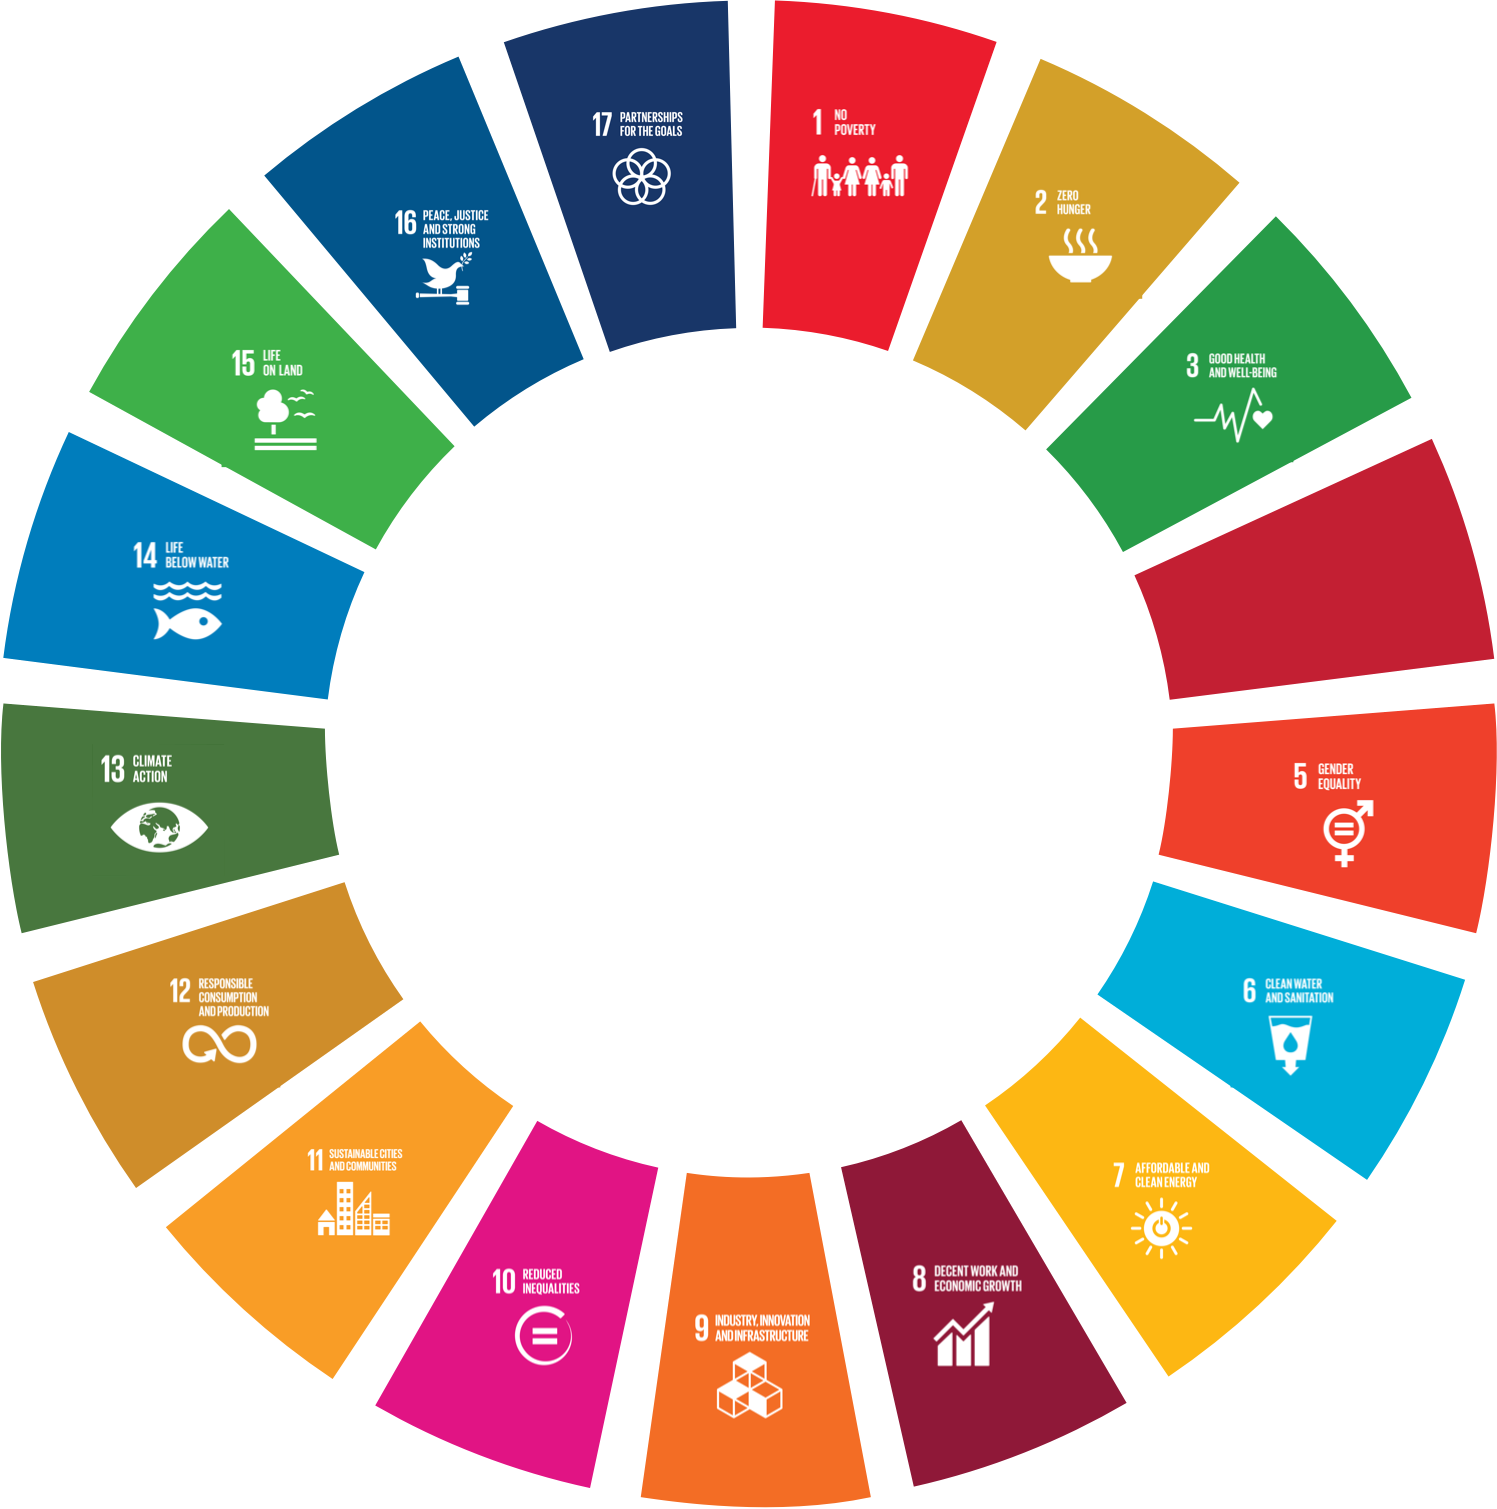 1 NO
POVERTY
2 ZERO
HUNGER
3 GOOD HEALTH
AND WELL-BEING
5 GENDER
EQUALITY
6 CLEAN WATER
AND SANITATION
7 AFFORDABLE AND
CLEAN ENERGY
8 DECENT WORK AND
ECONOMIC GROWTH
9 INDUSTRY, INNOVATION
AND INFRASTRUCTURE
10 REDUCED
INEQUALITIES
11 SUSTAINABLE CITIES
AND COMMUNITIES
12 RESPONSIBLE
CONSUMPTION
AND PRODUCTION
13 CLIMATE
ACTION
14 LIFE
BELOW WATER
15 LIFE
ON LAND
16 PEACE, JUSTICE
AND STRONG
INSTITUTIONS
17 PARTNERSHIPS
FOR THE GOALS